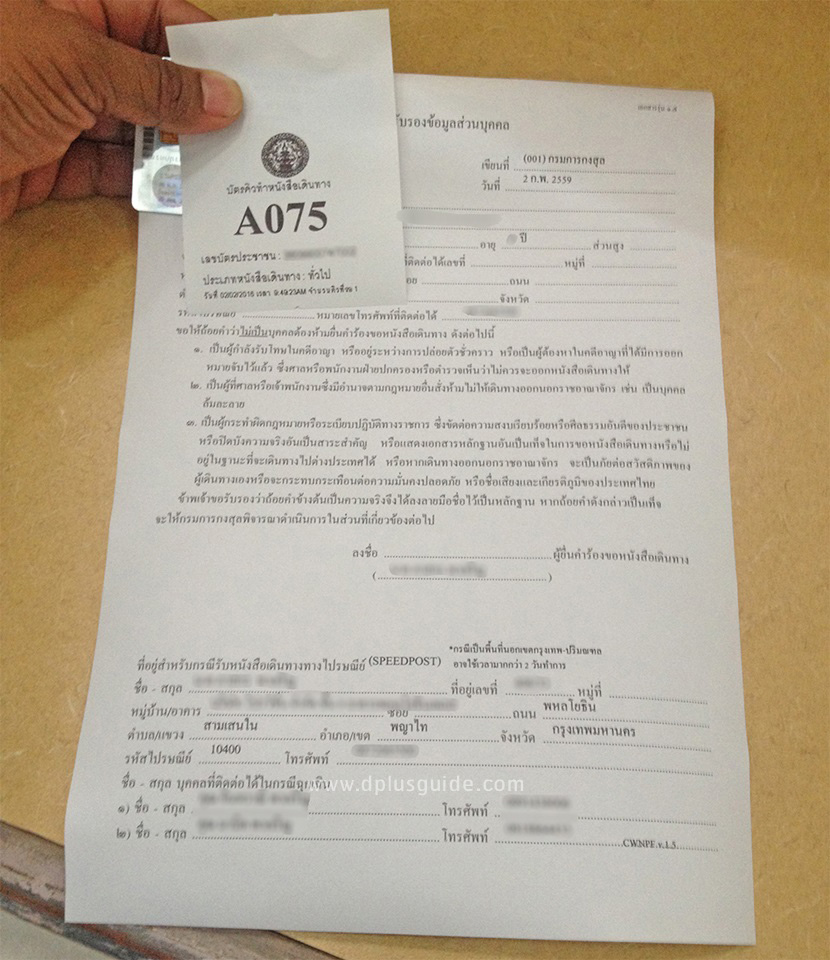 บัตรคิวทำหนังสือเดินทาง
A075
เลขบัตรประชาชน :
ประเภทหนังสือเดินทาง : ทั่วไป
วันที่ 02/02/2016 เวลา 9:49:23AM จำนวนคิวที่รอ 1
เอกสารรุ่น ๑.๕
รับรองข้อมูลส่วนบุคคล
เขียนที่ (001) กรมการกงสุล
วันที่ 2 ก.พ. 2559
อายุ ปี ส่วนสูง
ที่ติดต่อได้เลขที่ หมู่ที่
ถนน
จังหวัด
หมายเลขโทรศัพท์ที่ติดต่อได้
ขอให้ถ้อยคำว่าไม่เป็นบุคคลต้องห้ามยื่นคำร้องขอหนังสือเดินทาง ดังต่อไปนี้
๑. เป็นผู้กำลังรับโทษในคดีอาญา หรืออยู่ระหว่างการปล่อยตัวชั่วคราว หรือเป็นผู้ต้องหาในคดีอาญาที่ได้มีการออก
หมายจับไว้แล้ว ซึ่งศาลหรือพนักงานฝ่ายปกครองหรือตำรวจเห็นว่าไม่ควรจะออกหนังสือเดินทางให้
๒. เป็นผู้ที่ศาลหรือเจ้าพนักงานซึ่งมีอำนาจตามกฎหมายอื่นสั่งห้ามไม่ให้เดินทางออกนอกราชอาณาจักร เช่น เป็นบุคคล
ล้มละลาย
๓. เป็นผู้กระทำผิดกฎหมายหรือระเบียบปฏิบัติทางราชการ ซึ่งขัดต่อความสงบเรียบร้อยหรือศีลธรรมอันดีของประชาชน
หรือปิดบังความจริงอันเป็นสาระสำคัญ หรือแสดงเอกสารหลักฐานอันเป็นเท็จในการขอหนังสือเดินทางหรือไม่
อยู่ในฐานะที่จะเดินทางไปต่างประเทศได้ หรือหากเดินทางออกนอกราชอาณาจักร จะเป็นภัยต่อสวัสดิภาพของ
ผู้เดินทางเองหรือจะกระทบกระเทือนต่อความมั่นคงปลอดภัย หรือชื่อเสียงและเกียรติภูมิของประเทศไทย
ข้าพเจ้าขอรับรองว่าถ้อยคำข้างต้นเป็นความจริงจึงได้ลงลายมือชื่อไว้เป็นหลักฐาน หากถ้อยคำดังกล่าวเป็นเท็จ
จะให้กรมการกงสุลพิจารณาดำเนินการในส่วนที่เกี่ยวข้องต่อไป
ลงชื่อ ผู้ยื่นคำร้องขอหนังสือเดินทาง
( )
ที่อยู่สำหรับกรณีรับหนังสือเดินทางทางไปรษณีย์ (SPEEDPOST) *กรณีเป็นพื้นที่นอกเขตกรุงเทพ-ปริมณฑล
อาจใช้เวลามากกว่า 2 วันทำการ
ชื่อ - สกุล ที่อยู่เลขที่ หมู่ที่
หมู่บ้าน/อาคาร ซอย ถนน พหลโยธิน
ตำบล/แขวง สามเสนใน อำเภอ/เขต พญาไท จังหวัด กรุงเทพมหานคร
รหัสไปรษณีย์ 10400 โทรศัพท์
ชื่อ - สกุล บุคคลที่ติดต่อได้ในกรณีฉุกเฉิน
www.dplusguide.com
๑) ชื่อ - สกุล โทรศัพท์
๒) ชื่อ - สกุล โทรศัพท์
CWNPF.v.1.5